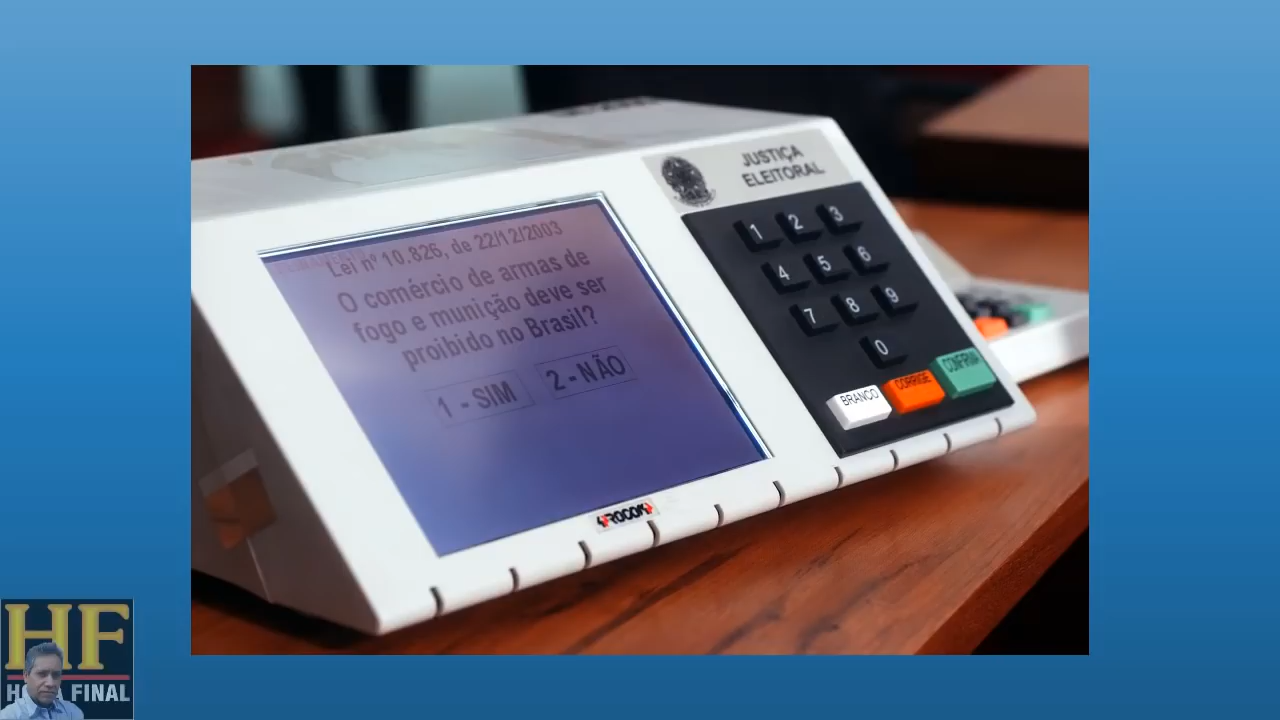 JUSTIÇA
ELEITORAL
Lei nº 10.826, de 22/12/2003
O comércio de armas de
fogo e munição deve ser
proibido no Brasil?
1 - SIM 2 - NÃO
1 2 3
4 5 6
7 8 9
0
BRANCO CORRIGE CONFIRMA
PROCOMP
HF
FINAL